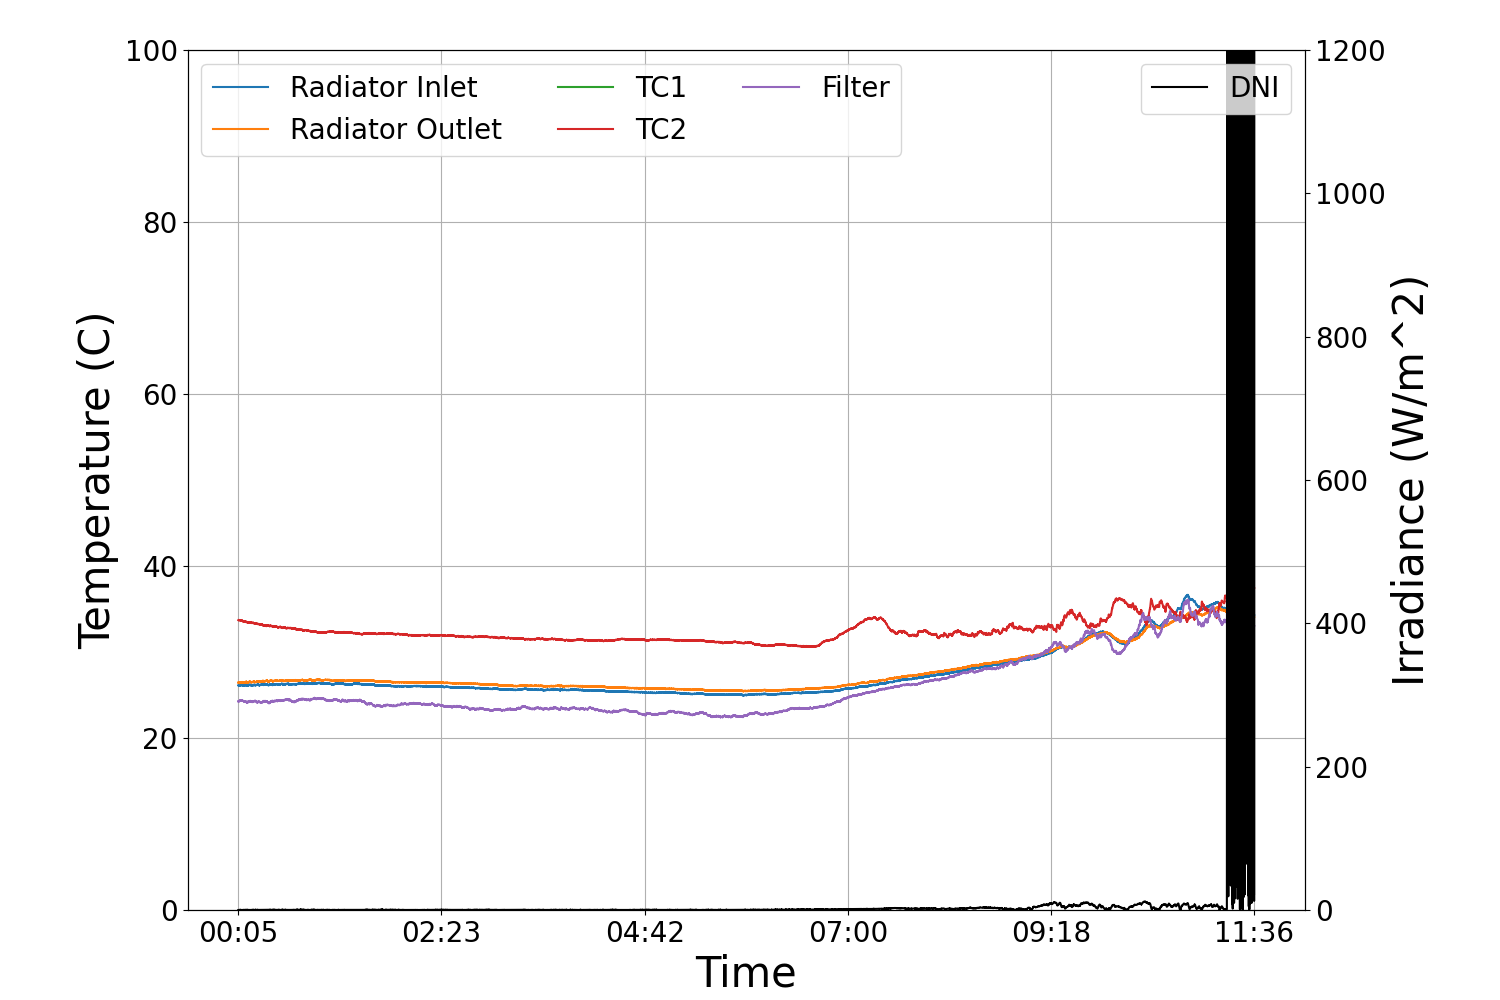 Radiator Inlet
Radiator Outlet
TC1
TC2
Filter
DNI
100
80
60
40
20
0
Temperature (C)
1200
1000
800
600
400
200
0
Irradiance (W/m^2)
00:05 02:23 04:42 07:00 09:18 11:36
Time